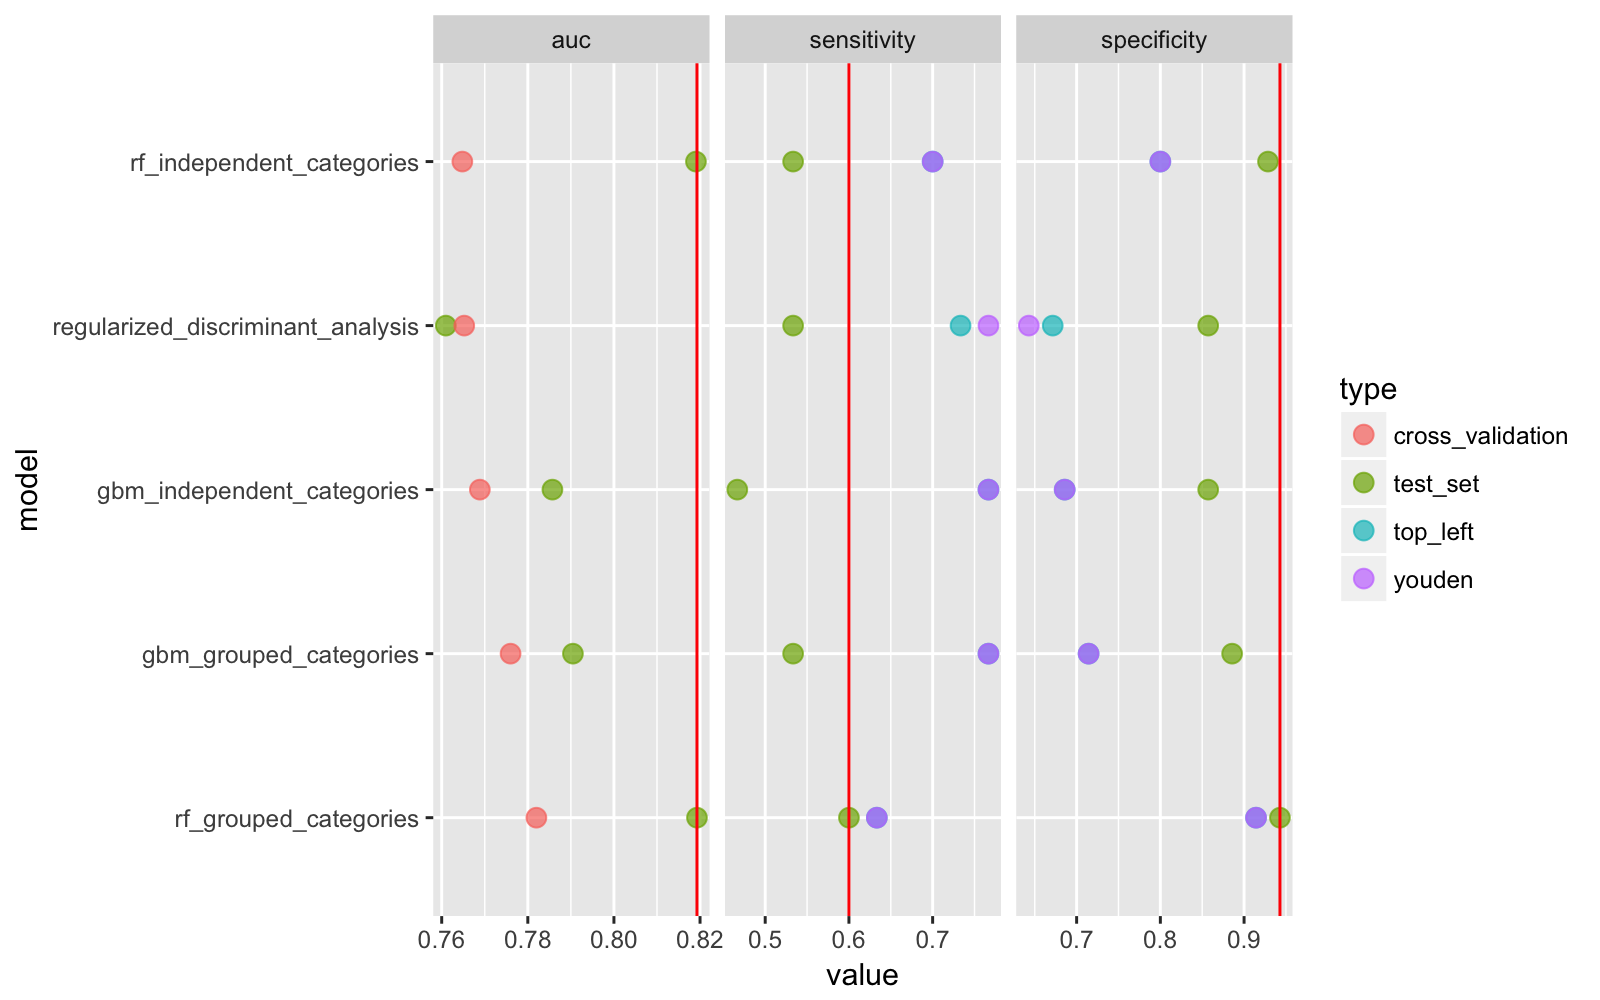 auc sensitivity specificity
rf_independent_categories
regularized_discriminant_analysis
gbm_independent_categories
gbm_grouped_categories
rf_grouped_categories
model
0.76 0.78 0.80 0.82 0.5 0.6 0.7 0.7 0.8 0.9
value
type
cross_validation
test_set
top_left
youden